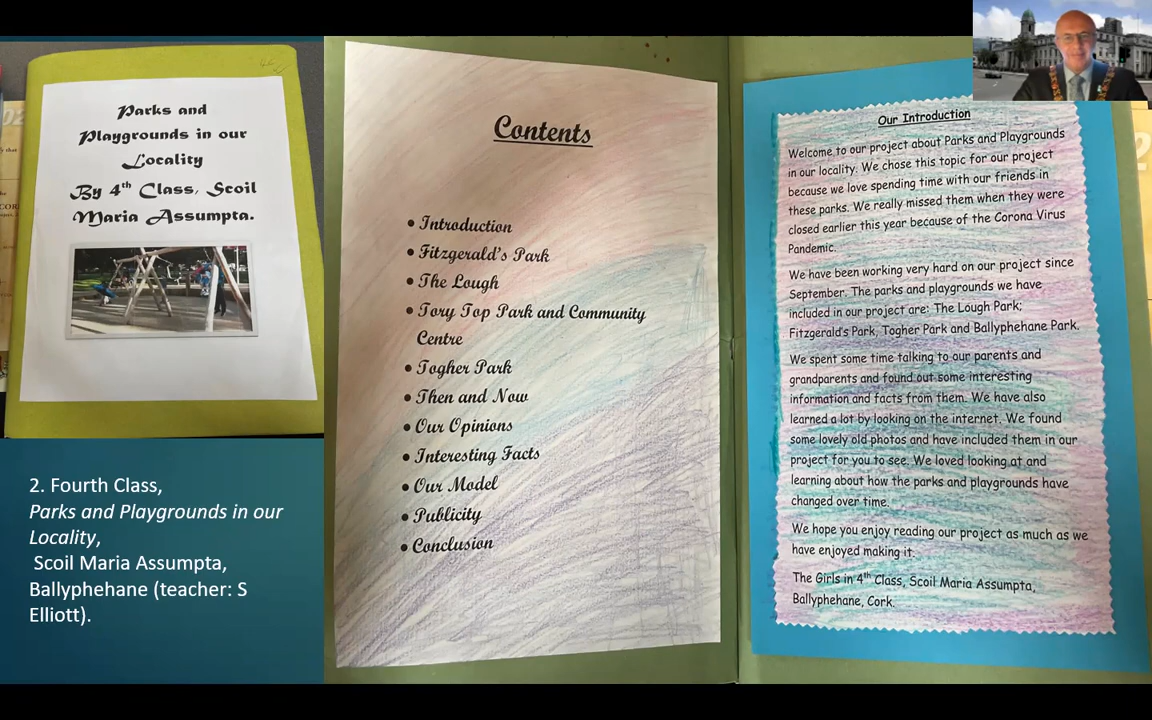 Parks and
Playgrounds in our
Locality
By 4th Class, Scoil
Maria Assumpta.
2. Fourth Class,
Parks and Playgrounds in our
Locality,
Scoil Maria Assumpta,
Ballyphehane (teacher: S
Elliott).
Contents
• Introduction
• Fitzgerald's Park
• The Lough
• Tory Top Park and Community
Centre
• Togher Park
• Then and Now
• Our Opinions
• Interesting Facts
• Our Model
• Publicity
• Conclusion
Our Introduction
Welcome to our project about Parks and Playgrounds
in our locality. We chose this topic for our project
because we love spending time with our friends in
these parks. We really missed them when they were
closed earlier this year because of the Corona Virus
Pandemic.
We have been working very hard on our project since
September. The parks and playgrounds we have
included in our project are: The Lough Park;
Fitzgerald's Park, Togher Park and Ballyphehane Park.
We spent some time talking to our parents and
grandparents and found out some interesting
information and facts from them. We have also
learned a lot by looking on the internet. We found
some lovely old photos and have included them in our
project for you to see. We loved looking at and
learning about how the parks and playgrounds have
changed over time.
We hope you enjoy reading our project as much as we
have enjoyed making it.
The Girls in 4th Class, Scoil Maria Assumpta,
Ballyphehane, Cork.